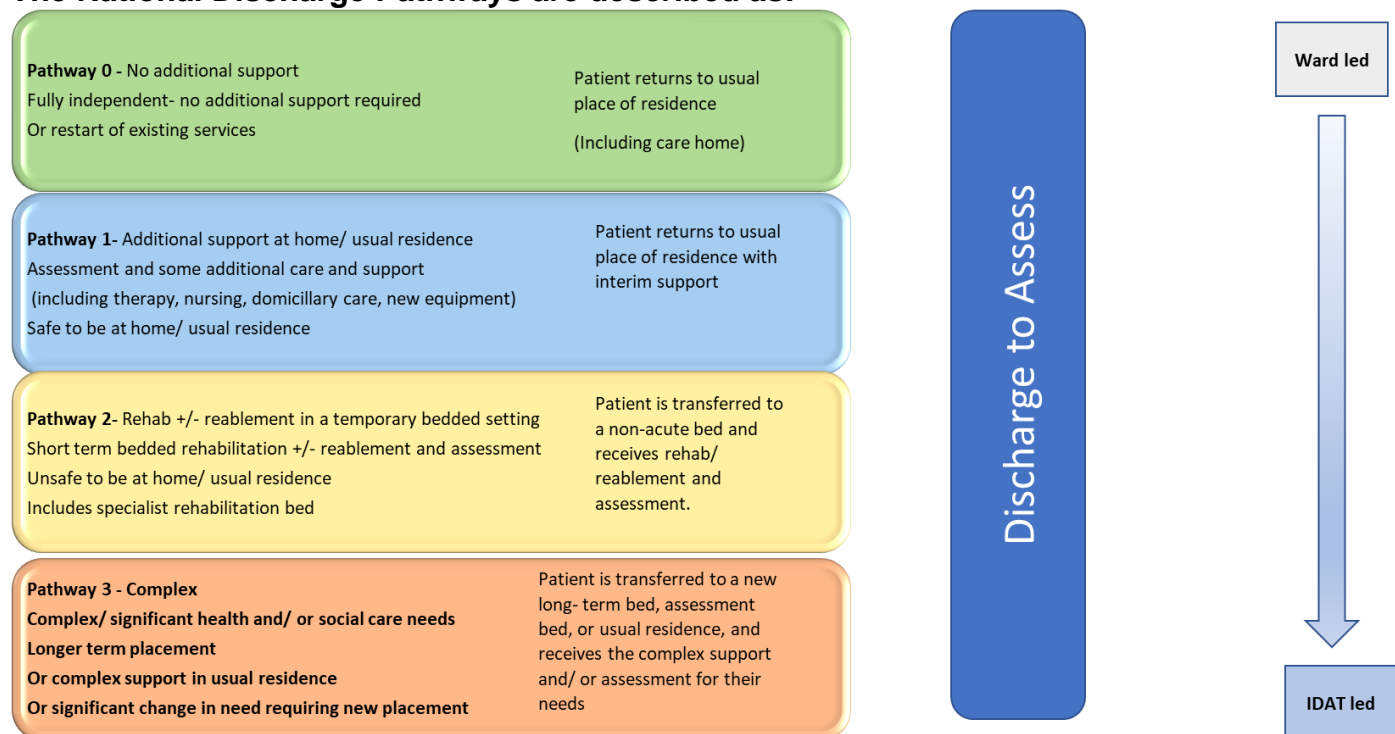 The National Discharge Pathways are described as:
Pathway 0 - No additional support
Fully independent- no additional support required
Or restart of existing services
Patient returns to usual
place of residence
(Including care home)
Pathway 1- Additional support at home/ usual residence
Assessment and some additional care and support
(including therapy, nursing, domicillary care, new equipment)
Safe to be at home/ usual residence
Patient returns to usual
place of residence with
interim support
Pathway 2- Rehab +/- reablement in a temporary bedded setting
Short term bedded rehabilitation +/- reablement and assessment
Unsafe to be at home/ usual residence
Includes specialist rehabilitation bed
Patient is transferred to
a non-acute bed and
receives rehab/
reablement and
assessment.
Pathway 3 - Complex
Complex/ significant health and/ or social care needs
Longer term placement
Or complex support in usual residence
Or significant change in need requiring new placement
Patient is transferred to a new
long- term bed, assessment
bed, or usual residence, and
receives the complex support
and/ or assessment for their
needs
Discharge to Assess
Ward led
IDAT led